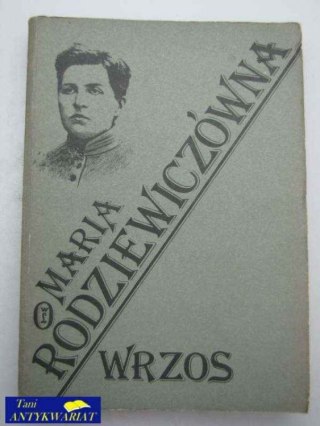 MARIA
RODZIEWICZÓWNA
WRZOS
Tani
ANTYKWARIAT